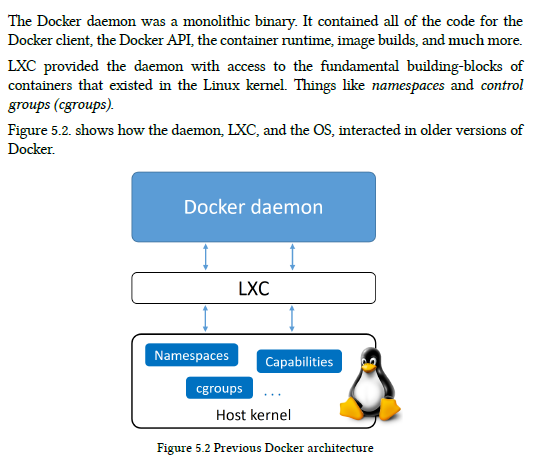 The Docker daemon was a monolithic binary. It contained all of the code for the
Docker client, the Docker API, the container runtime, image builds, and much more.
LXC provided the daemon with access to the fundamental building-blocks of
containers that existed in the Linux kernel. Things like namespaces and control
groups (cgroups).
Figure 5.2. shows how the daemon, LXC, and the OS, interacted in older versions of
Docker.
Docker daemon
LXC
Namespaces
Capabilities
cgroups
...
Host kernel
Figure 5.2 Previous Docker architecture